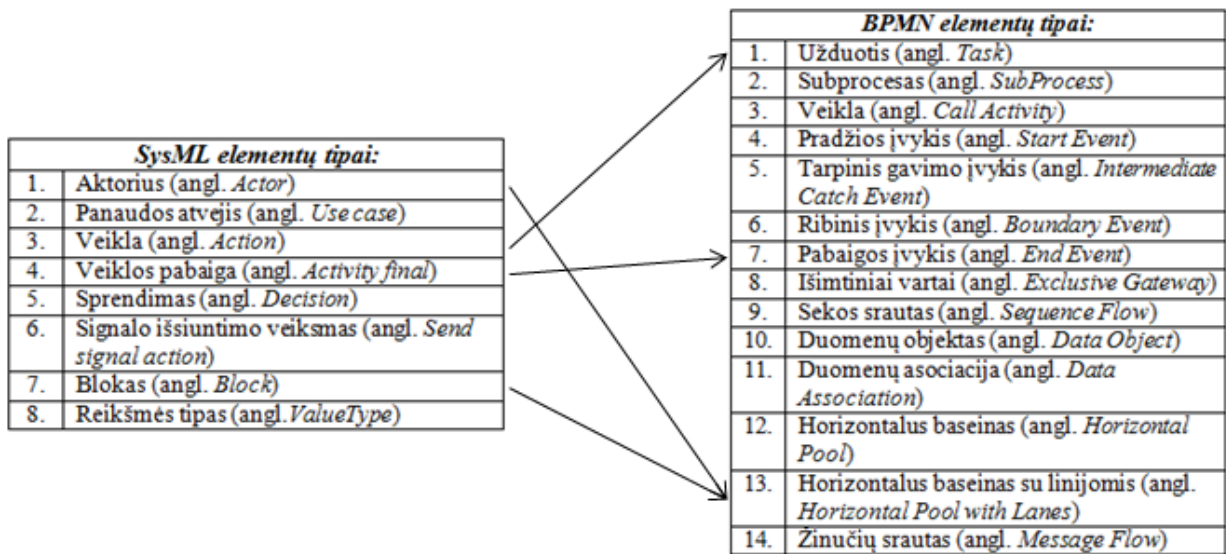 SysML elementų tipai:
1. Aktorius (angl. Actor)
2. Panaudos atvejis (angl. Use case)
3. Veikla (angl. Action)
4. Veiklos pabaiga (angl. Activity final)
5. Sprendimas (angl. Decision)
6. Signalo išsiuntimo veiksmas (angl. Send
signal action)
7. Blokas (angl. Block)
8. Reikšmės tipas (angl.ValueType)
BPMN elementų tipai:
1. Užduotis (angl. Task)
2. Subprocesas (angl. SubProcess)
3. Veikla (angl. Call Activity)
4. Pradžios įvykis (angl. Start Event)
5. Tarpinis gavimo įvykis (angl. Intermediate
Catch Event)
6. Ribinis įvykis (angl. Boundary Event)
7. Pabaigos įvykis (angl. End Event)
8. Išimtiniai vartai (angl. Exclusive Gateway)
9. Sekos srautas (angl. Sequence Flow)
10. Duomenų objektas (angl. Data Object)
11. Duomenų asociacija (angl. Data
Association)
12. Horizontalus baseinas (angl. Horizontal
Pool)
13. Horizontalus baseinas su linijomis (angl.
Horizontal Pool with Lanes)
14. Žinučių srautas (angl. Message Flow)